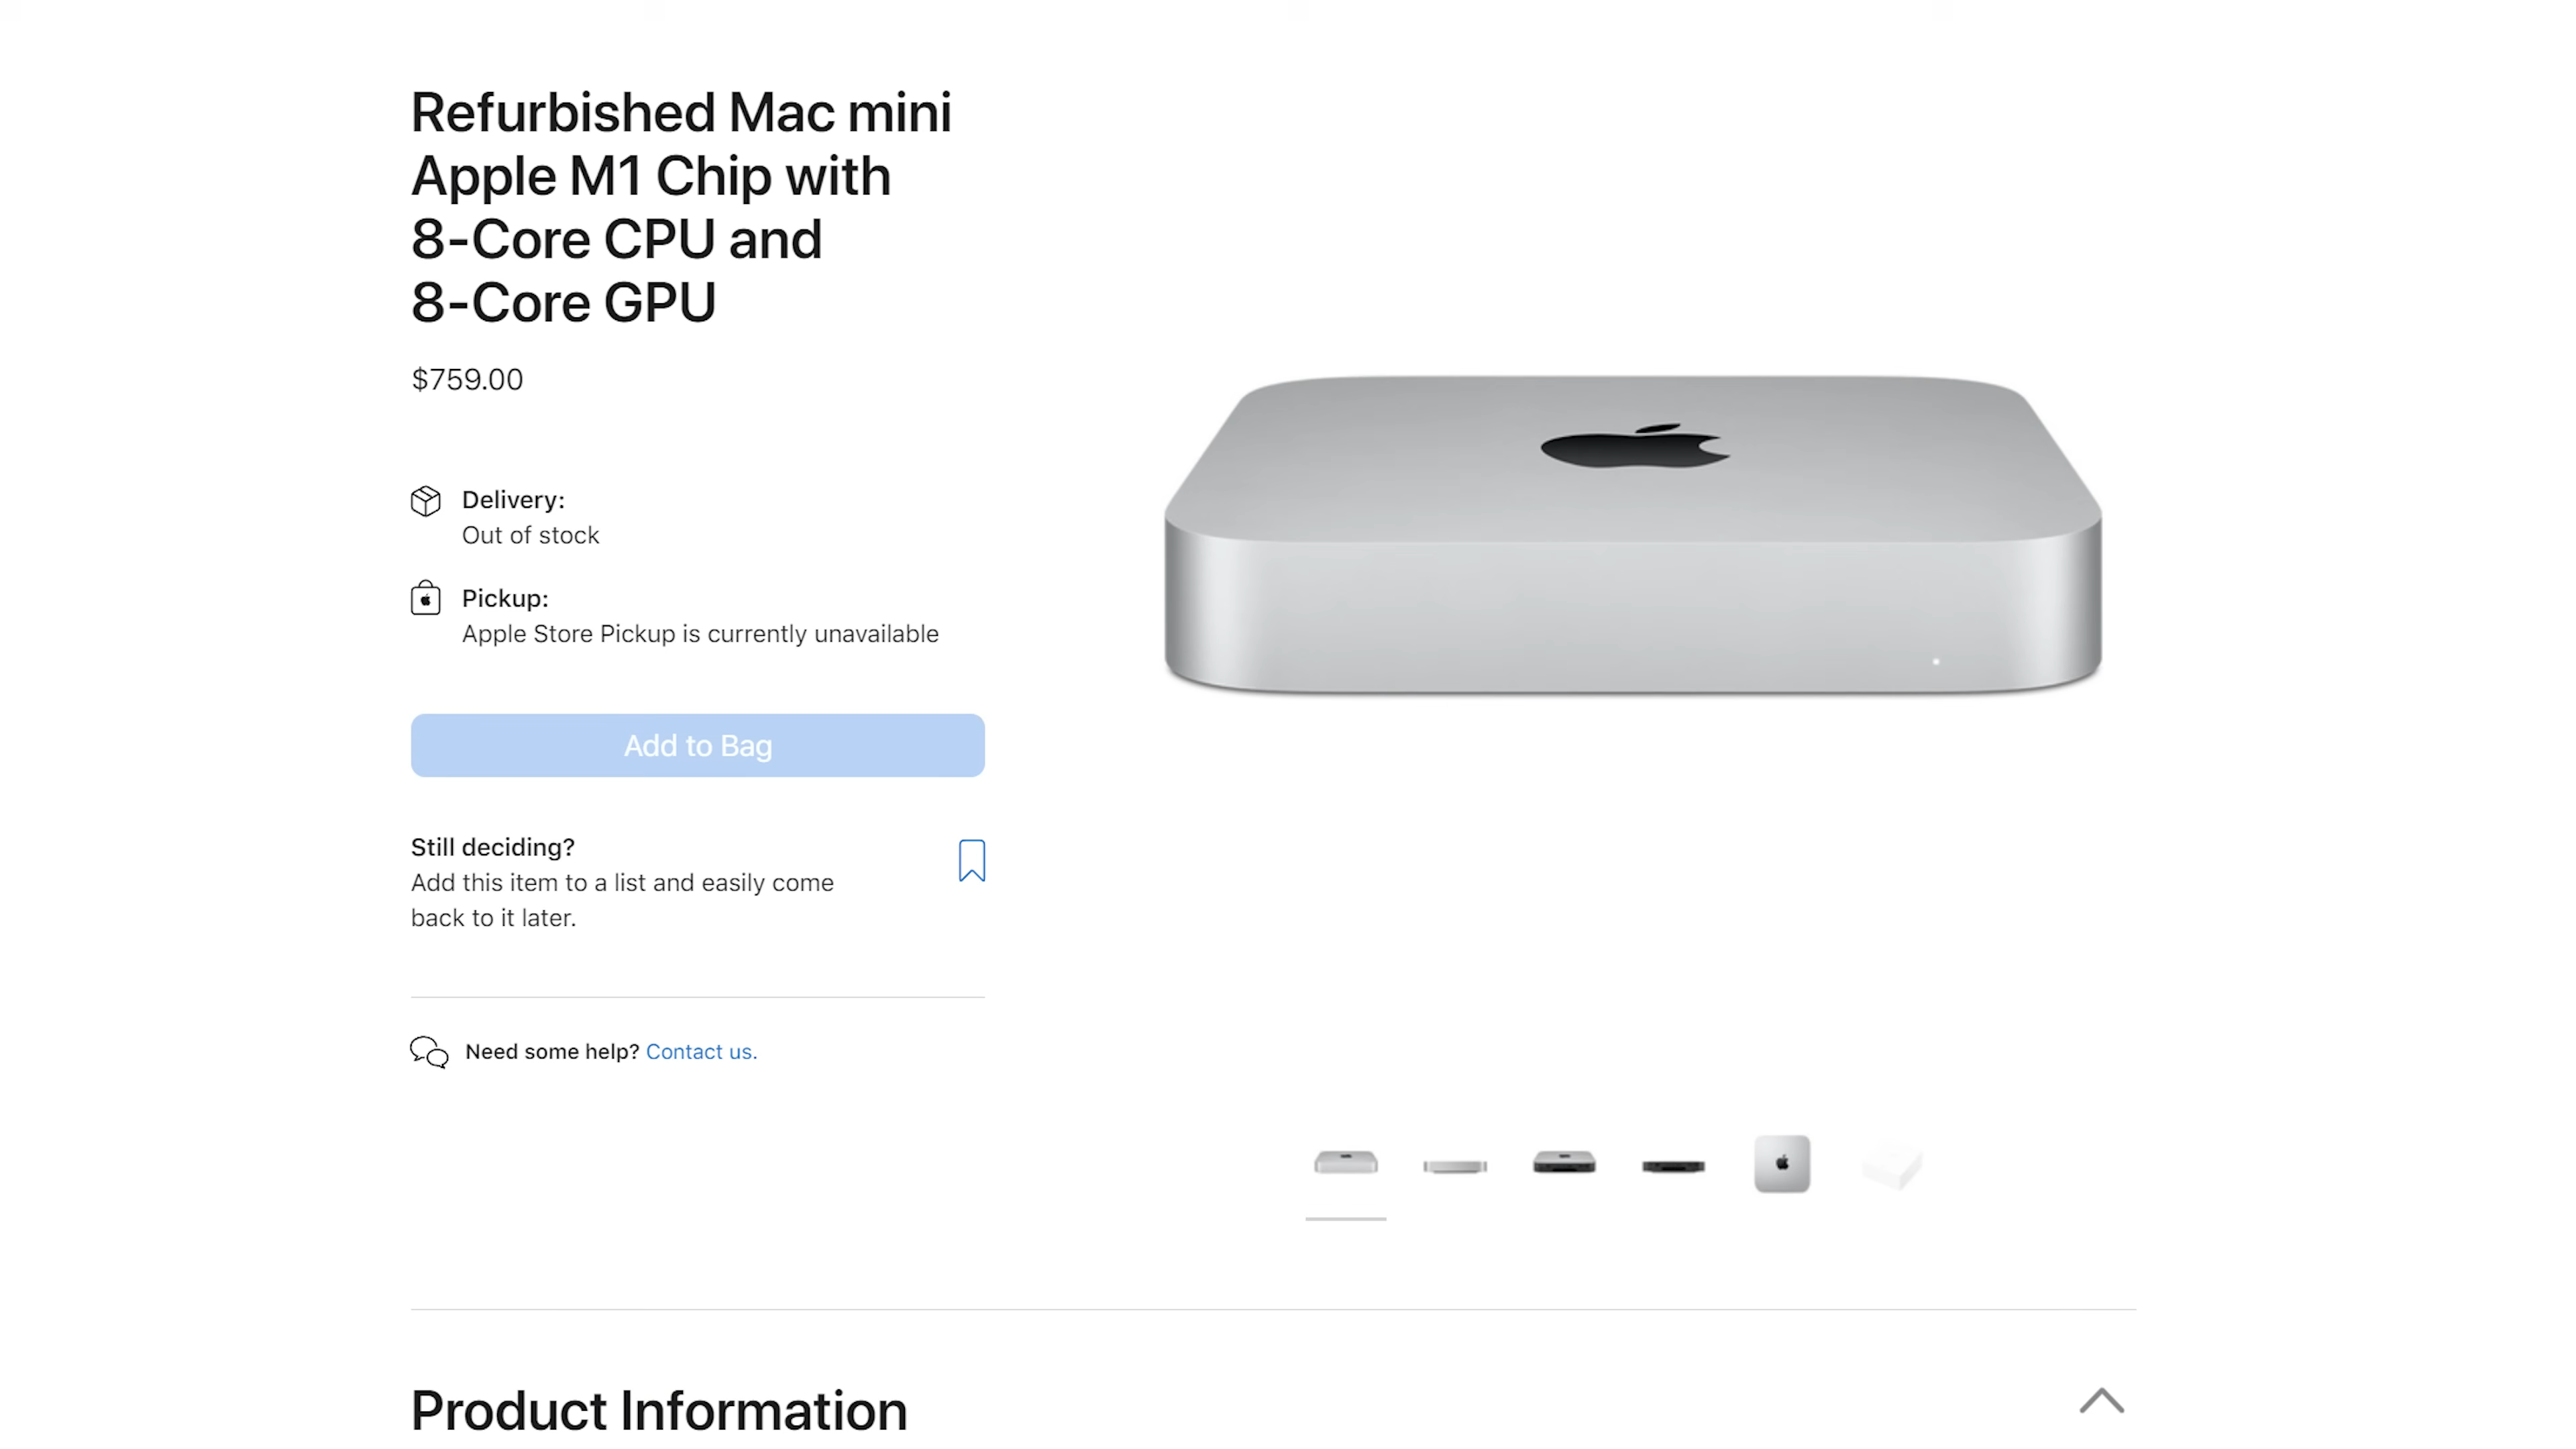 Refurbished Mac mini
Apple M1 Chip with
8-Core CPU and
8-Core GPU
$759.00
Delivery:
Out of stock
Pickup:
Apple Store Pickup is currently unavailable
Add to Bag
Still deciding?
Add this item to a list and easily come
back to it later.
Need some help? Contact us.
Product Information